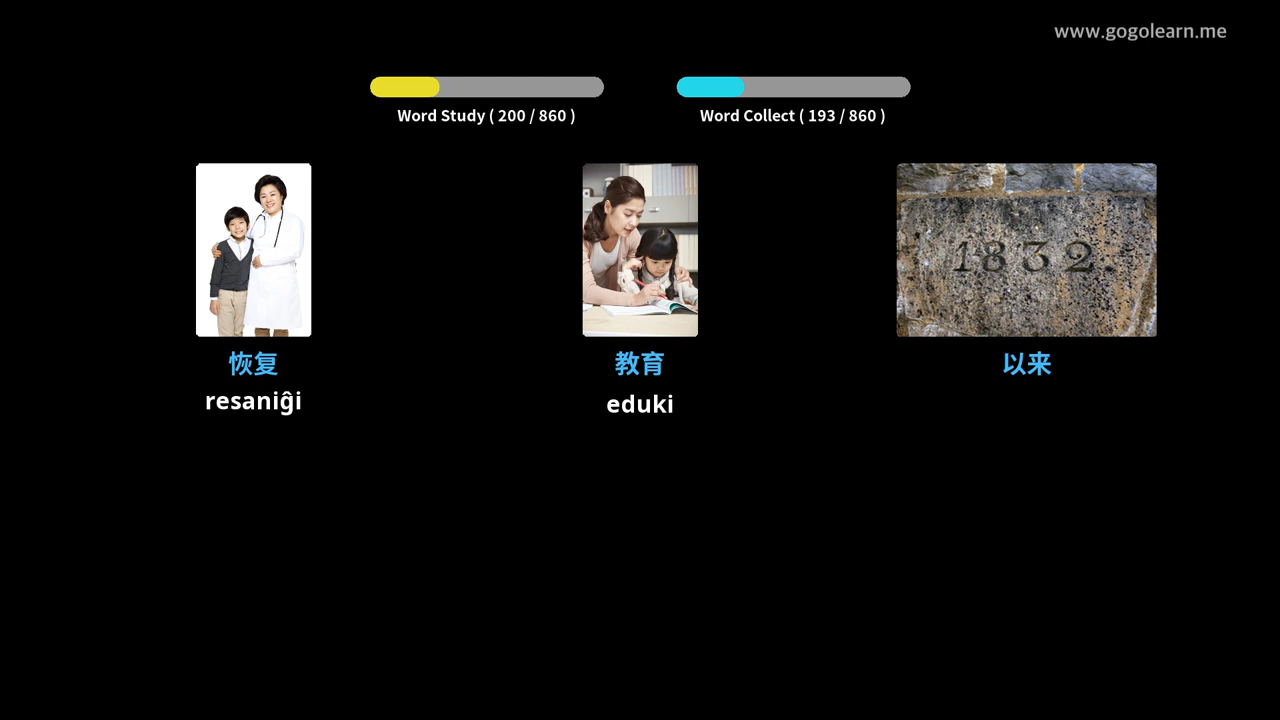 www.gogolearn.me
Word Study ( 200 / 860 )
Word Collect ( 193 / 860 )
1832.
恢复
教育
以来
resaniĝi
eduki